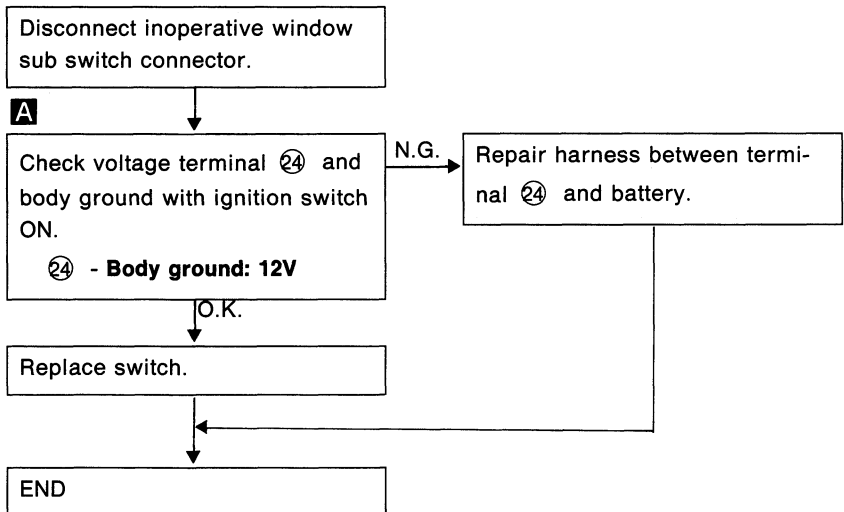 Disconnect inoperative window
sub switch connector.
A
Check voltage terminal ㉔ and
body ground with ignition switch
ON.
㉔ - Body ground: 12V
N.G.
Repair harness between termi-
nal ㉔ and battery.
O.K.
Replace switch.
END